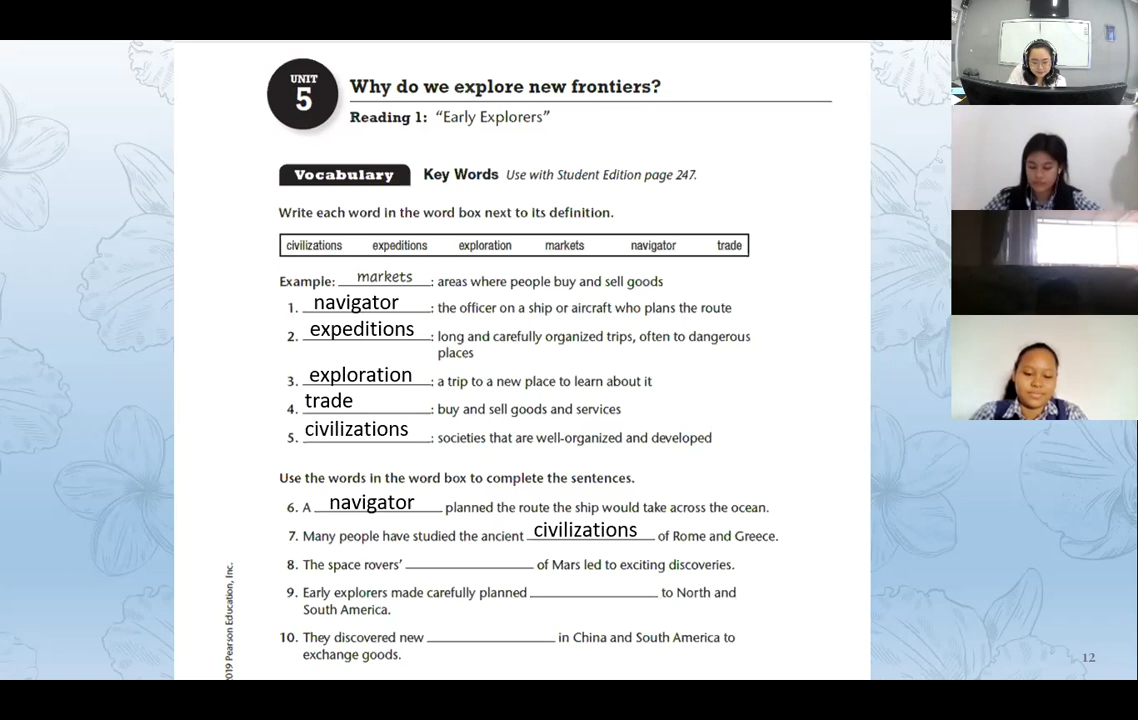 UNIT
5
Why do we explore new frontiers?
Reading 1: “Early Explorers”
Vocabulary Key Words Use with Student Edition page 247.
Write each word in the word box next to its definition.
civilizations expeditions exploration markets navigator trade
Example: markets : areas where people buy and sell goods
1. navigator : the officer on a ship or aircraft who plans the route
2. expeditions : long and carefully organized trips, often to dangerous
places
3. exploration : a trip to a new place to learn about it
4. trade : buy and sell goods and services
5. civilizations : societies that are well-organized and developed
Use the words in the word box to complete the sentences.
6. A navigator planned the route the ship would take across the ocean.
7. Many people have studied the ancient civilizations of Rome and Greece.
8. The space rovers’ ____________ of Mars led to exciting discoveries.
9. Early explorers made carefully planned ____________ to North and
South America.
10. They discovered new ____________ in China and South America to
exchange goods.
2019 Pearson Education, Inc.
12